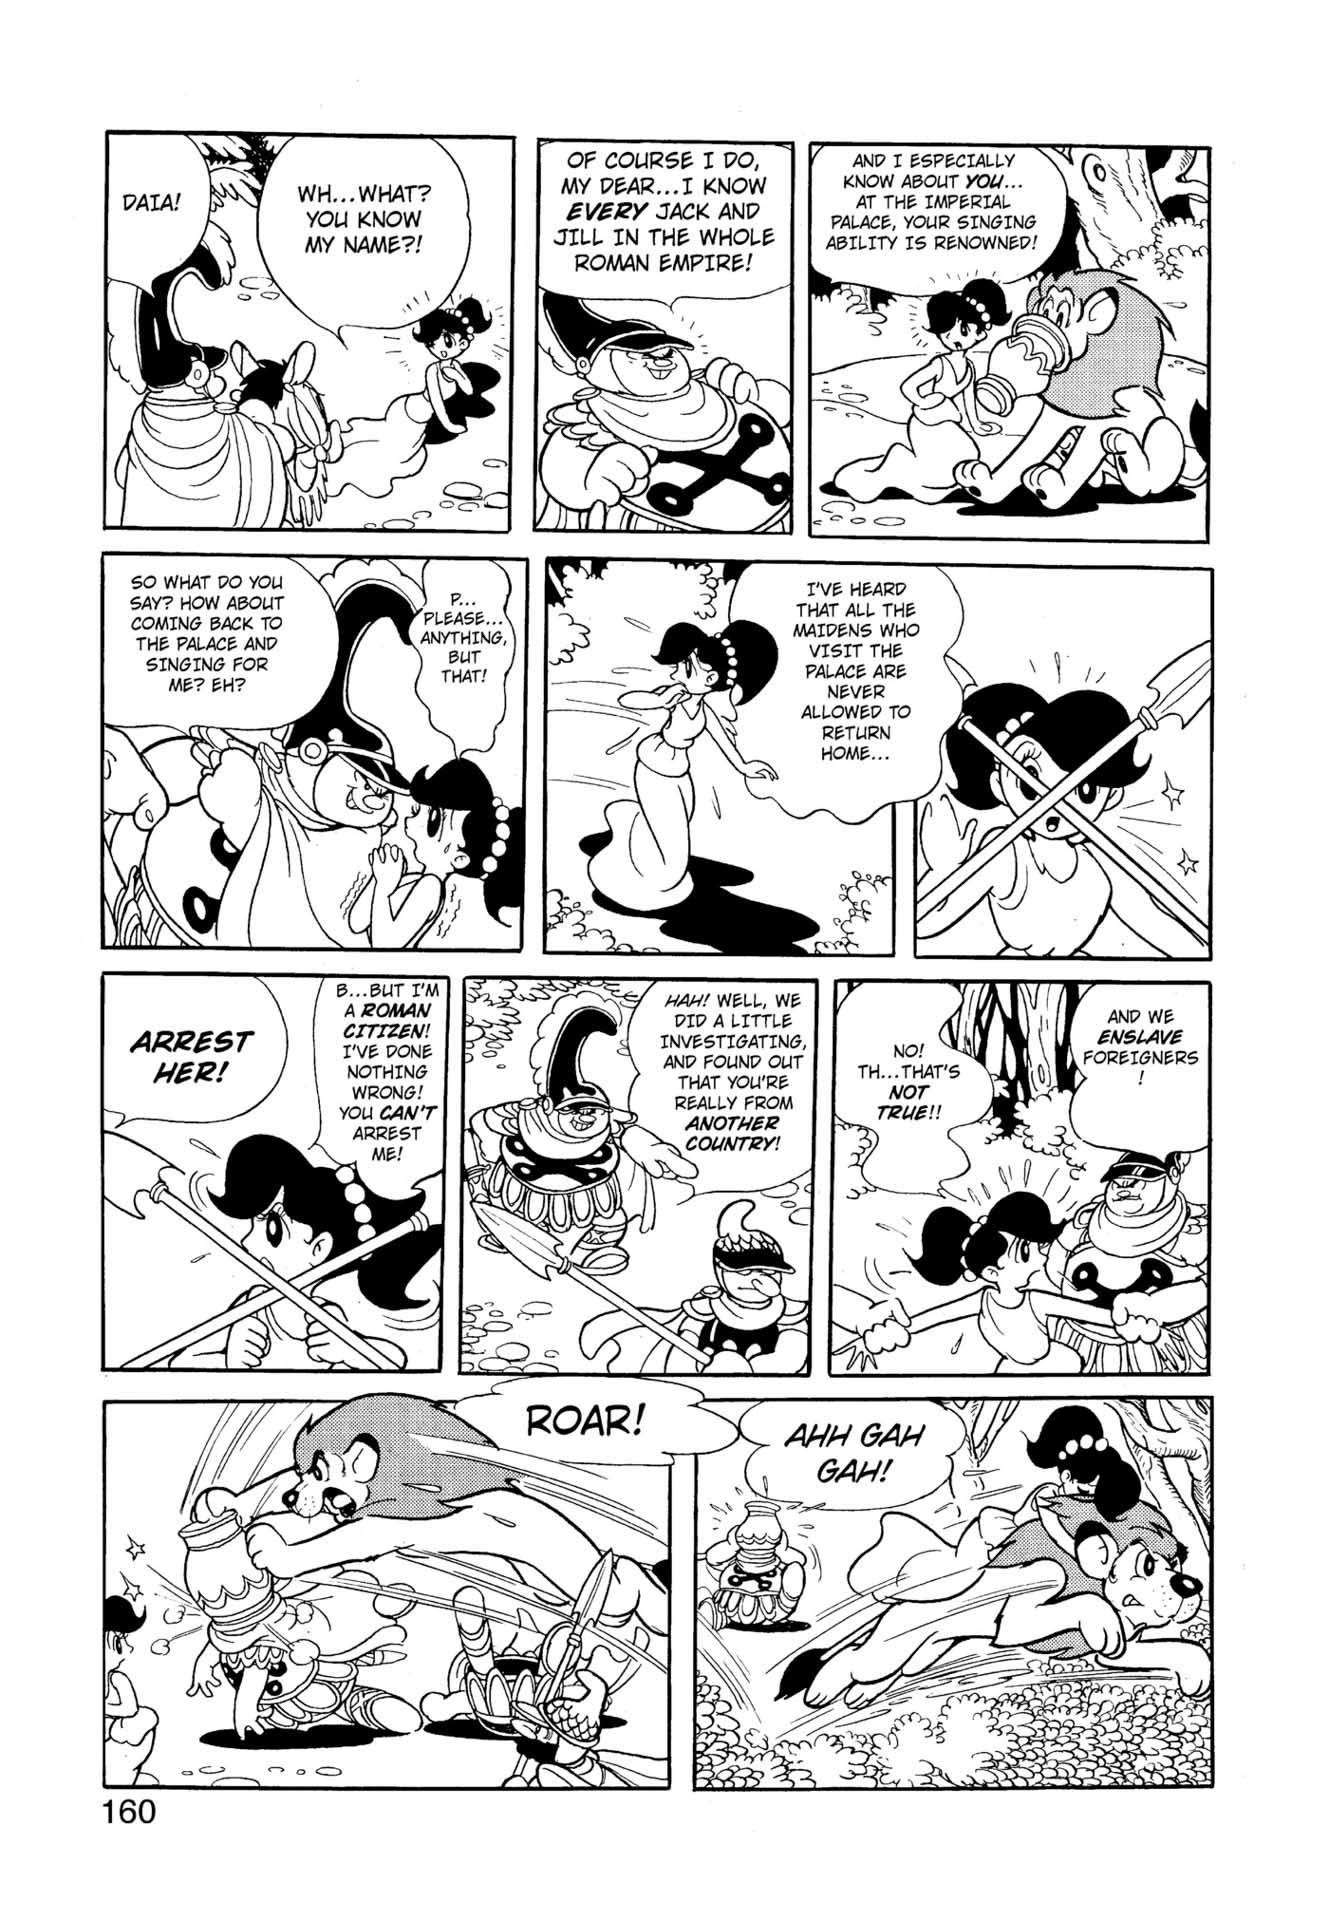 DAIA!
WH...WHAT?
YOU KNOW
MY NAME?!
OF COURSE I DO,
MY DEAR...I KNOW
EVERY JACK AND
JILL IN THE WHOLE
ROMAN EMPIRE!
AND I ESPECIALLY
KNOW ABOUT YOU...
AT THE IMPERIAL
PALACE, YOUR SINGING
ABILITY IS RENOWNED!
SO WHAT DO YOU
SAY? HOW ABOUT
COMING BACK TO
THE PALACE AND
SINGING FOR
ME? EH?
P...
PLEASE...
ANYTHING,
BUT
THAT!
I'VE HEARD
THAT ALL THE
MAIDENS WHO
VISIT THE
PALACE ARE
NEVER
ALLOWED TO
RETURN
HOME...
ARREST
HER!
B...BUT I'M
A ROMAN
CITIZEN!
I'VE DONE
NOTHING
WRONG!
YOU CAN'T
ARREST
ME!
HAH! WELL, WE
DID A LITTLE
INVESTIGATING,
AND FOUND OUT
THAT YOU'RE
REALLY FROM
ANOTHER
COUNTRY!
NO!
TH...THAT'S
NOT
TRUE!!
AND WE
ENSLAVE
FOREIGNERS
!
ROAR!
AHH GAH
GAH!
160